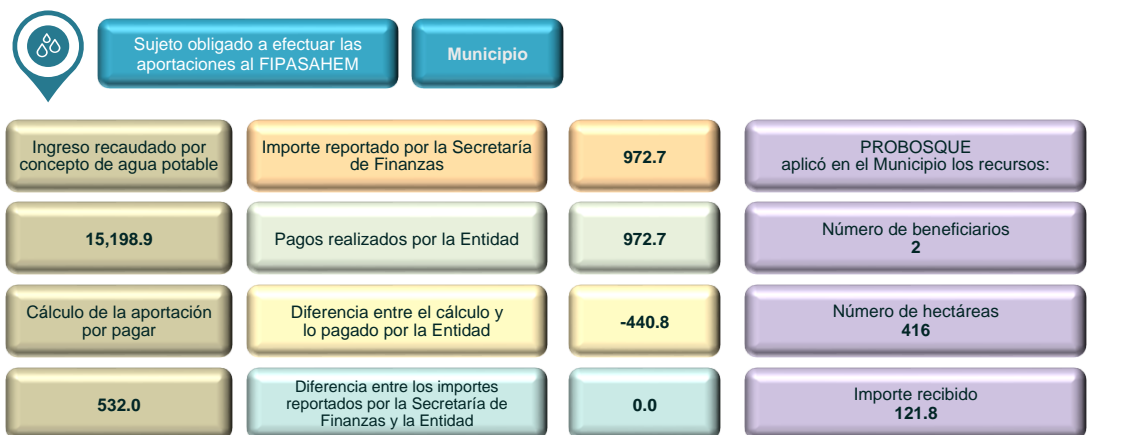 Sujeto obligado a efectuar las
aportaciones al FIPASAHEM
Municipio
Ingreso recaudado por
concepto de agua potable
Importe reportado por la Secretaría
de Finanzas
972.7
PROBOSQUE
aplicó en el Municipio los recursos:
15,198.9
Pagos realizados por la Entidad
972.7
Número de beneficiarios
2
Cálculo de la aportación
por pagar
Diferencia entre el cálculo y
lo pagado por la Entidad
-440.8
Número de hectáreas
416
532.0
Diferencia entre los importes
reportados por la Secretaría de
Finanzas y la Entidad
0.0
Importe recibido
121.8